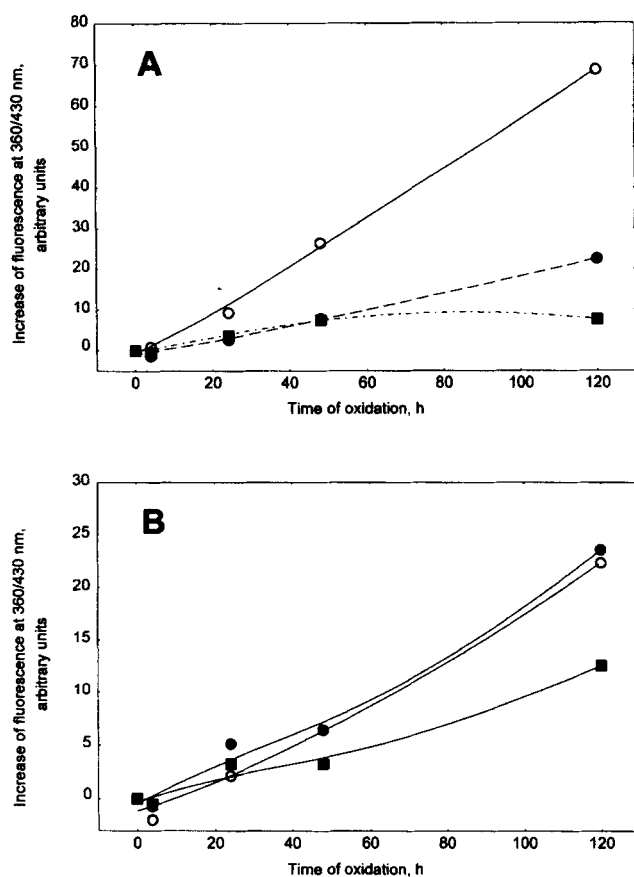 A
Increase of fluorescence at 360/430 nm,
arbitrary units
80
70
60
50
40
30
20
10
0
0 20 40 60 80 100 120
Time of oxidation, h
B
Increase of fluorescence at 360/430 nm,
arbitrary units
30
25
20
15
10
5
0
0 20 40 60 80 100 120
Time of oxidation, h